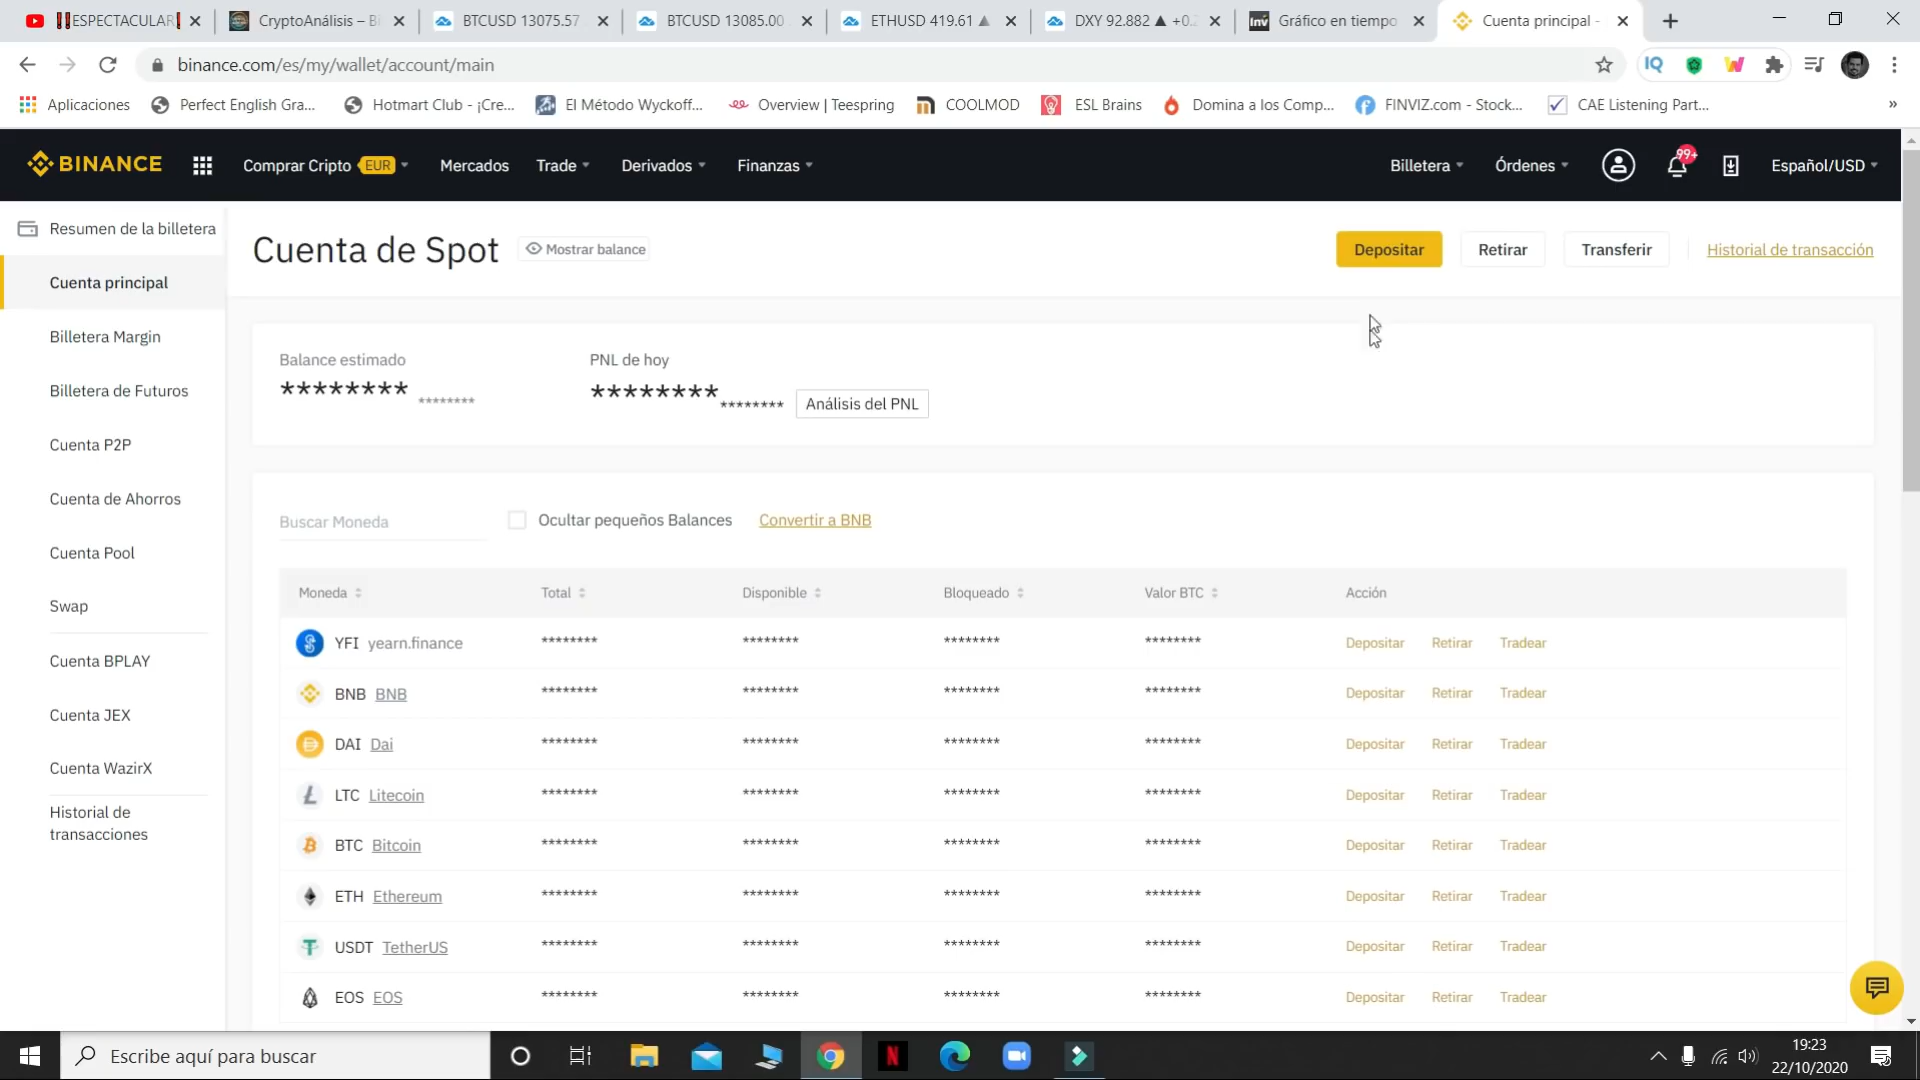 ‼️ESPECTACULAR‼
CryptoAnálisis – Bi
BTCUSD 13075.57
BTCUSD 13085.00
ETHUSD 419.61 ▲
DXY 92.882 ▲ +0.2
Gráfico en tiempo
Cuenta principal -
binance.com/es/my/wallet/account/main
Aplicaciones
Perfect English Gra...
Hotmart Club - ¡Cre...
El Método Wyckoff...
Overview | Teespring
COOLMOD
ESL Brains
Domina a los Comp...
FINVIZ.com - Stock...
CAE Listening Part...
»
BINANCE
Comprar Cripto EUR
Mercados
Trade
Derivados
Finanzas
Billetera
Órdenes
99+
Español/USD
Resumen de la billetera
Cuenta principal
Billetera Margin
Billetera de Futuros
Cuenta P2P
Cuenta de Ahorros
Cuenta Pool
Swap
Cuenta BPLAY
Cuenta JEX
Cuenta WazirX
Historial de
transacciones
Cuenta de Spot
Mostrar balance
Depositar
Retirar
Transferir
Historial de transacción
Balance estimado
******** ********
PNL de hoy
******** ********
Análisis del PNL
Buscar Moneda
Ocultar pequeños Balances
Convertir a BNB
Moneda Total Disponible Bloqueado Valor BTC Acción
YFI yearn.finance ******** ******** ******** ******** Depositar Retirar Tradear
BNB BNB ******** ******** ******** ******** Depositar Retirar Tradear
DAI Dai ******** ******** ******** ******** Depositar Retirar Tradear
LTC Litecoin ******** ******** ******** ******** Depositar Retirar Tradear
BTC Bitcoin ******** ******** ******** ******** Depositar Retirar Tradear
ETH Ethereum ******** ******** ******** ******** Depositar Retirar Tradear
USDT TetherUS ******** ******** ******** ******** Depositar Retirar Tradear
EOS EOS ******** ******** ******** ******** Depositar Retirar Tradear
Escribe aquí para buscar
19:23
22/10/2020